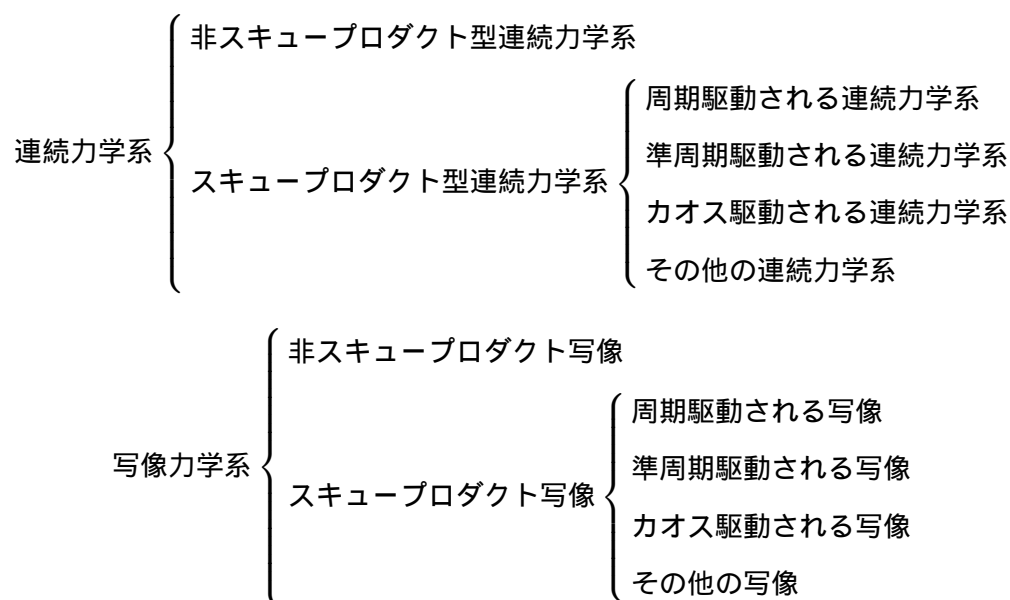 非スキュープロダクト型連続力学系
周期駆動される連続力学系
連続力学系
準周期駆動される連続力学系
スキュープロダクト型連続力学系
カオス駆動される連続力学系
その他の連続力学系
非スキュープロダクト写像
周期駆動される写像
写像力学系
準周期駆動される写像
スキュープロダクト写像
カオス駆動される写像
その他の写像